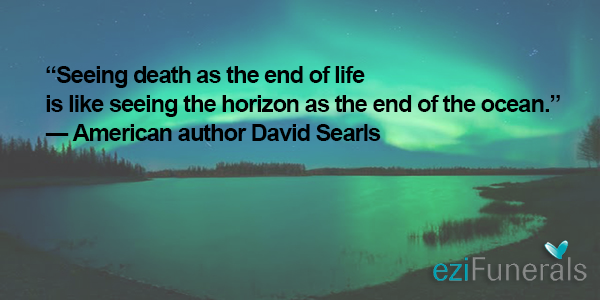 “Seeing death as the end of life
is like seeing the horizon as the end of the ocean.”
— American author David Searls
eziFunerals